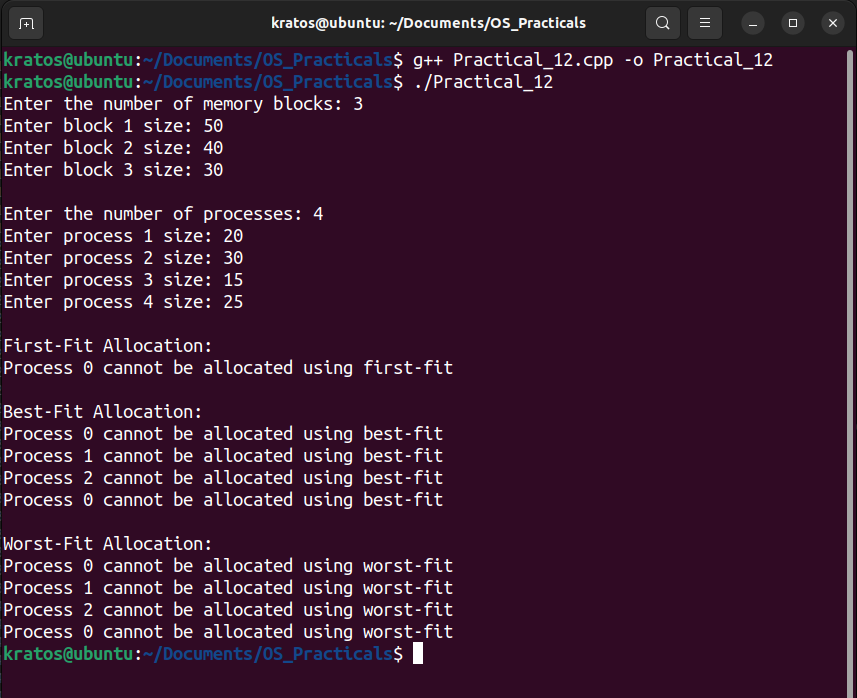 kratos@ubuntu: ~/Documents/OS_Practicals
kratos@ubuntu:~/Documents/OS_Practicals$ g++ Practical_12.cpp -o Practical_12
kratos@ubuntu:~/Documents/OS_Practicals$ ./Practical_12
Enter the number of memory blocks: 3
Enter block 1 size: 50
Enter block 2 size: 40
Enter block 3 size: 30
Enter the number of processes: 4
Enter process 1 size: 20
Enter process 2 size: 30
Enter process 3 size: 15
Enter process 4 size: 25
First-Fit Allocation:
Process 0 cannot be allocated using first-fit
Best-Fit Allocation:
Process 0 cannot be allocated using best-fit
Process 1 cannot be allocated using best-fit
Process 2 cannot be allocated using best-fit
Process 0 cannot be allocated using best-fit
Worst-Fit Allocation:
Process 0 cannot be allocated using worst-fit
Process 1 cannot be allocated using worst-fit
Process 2 cannot be allocated using worst-fit
Process 0 cannot be allocated using worst-fit
kratos@ubuntu:~/Documents/OS_Practicals$